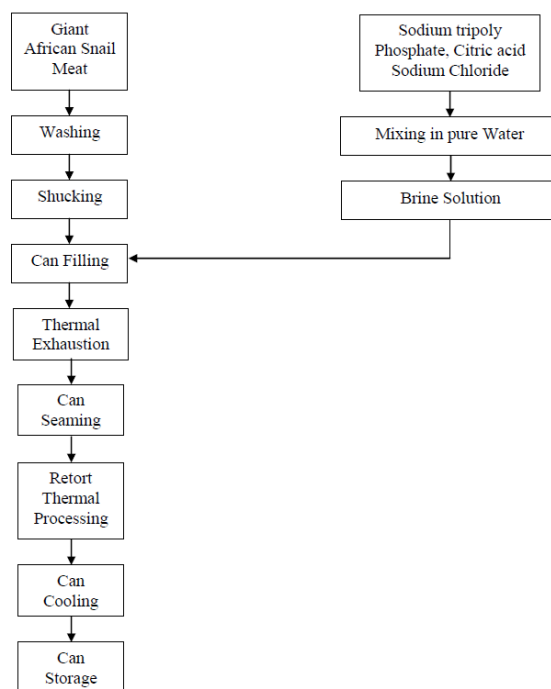 Giant
African Snail
Meat
Washing
Shucking
Can Filling
Thermal
Exhaustion
Can
Seaming
Retort
Thermal
Processing
Can
Cooling
Can
Storage
Sodium tripoly
Phosphate, Citric acid
Sodium Chloride
Mixing in pure Water
Brine Solution